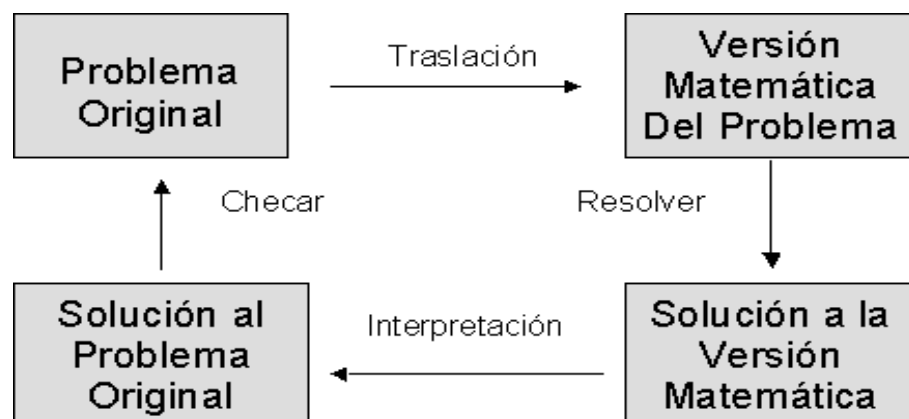 Problema
Original
Traslación
Versión
Matemática
Del Problema
Checar
Resolver
Solución al
Problema
Original
Interpretación
Solución a la
Versión
Matemática